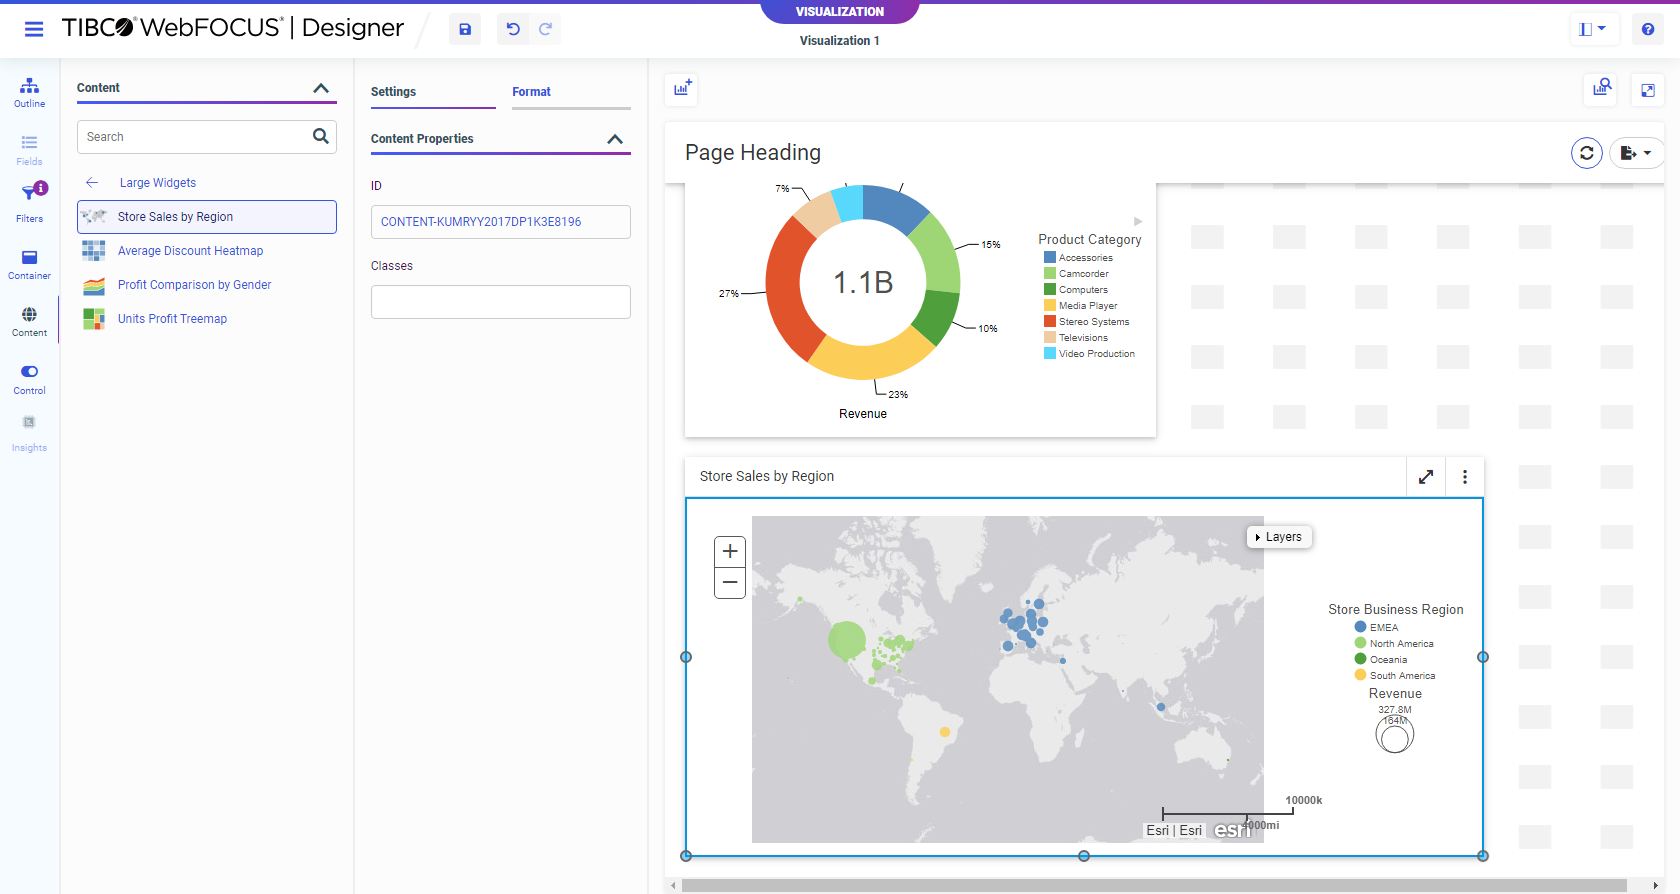 VISUALIZATION
TIBCO® WebFOCUS® | Designer
Visualization 1
Outline
Fields
Filters
Container
Content
Control
Insights
Content
Search
Large Widgets
Store Sales by Region
Average Discount Heatmap
Profit Comparison by Gender
Units Profit Treemap
Settings
Format
Content Properties
ID
CONTENT-KUMRYY2017DP1K3E8196
Classes
Page Heading
7%
15%
27%
1.1B
10%
23%
Revenue
Product Category
Accessories
Camcorder
Computers
Media Player
Stereo Systems
Televisions
Video Production
Store Sales by Region
+
−
Layers
Store Business Region
EMEA
North America
Oceania
South America
Revenue
327.8M
164M
10000k
4000mi
Esri | Esri
esri